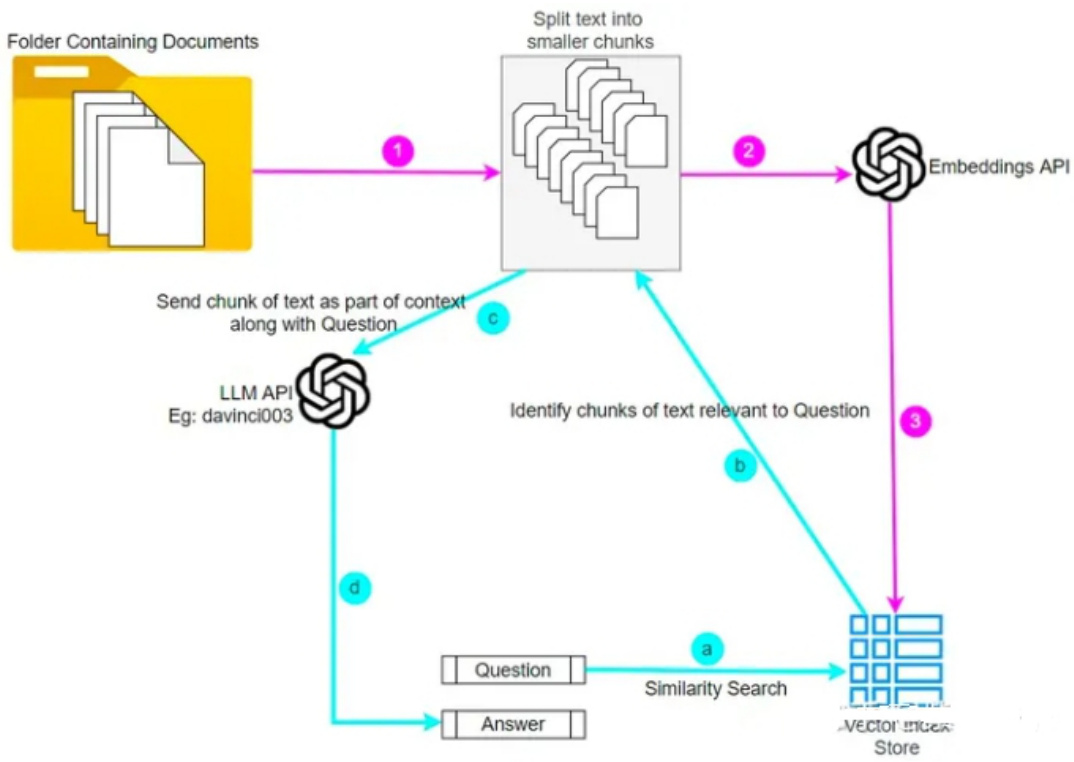 Split text into
smaller chunks
Folder Containing Documents
1
2
Embeddings API
Send chunk of text as part of context
along with Question
c
LLM API
Eg: davinci003
Identify chunks of text relevant to Question
3
b
d
a
Question
Similarity Search
Answer
Vector Index
Store